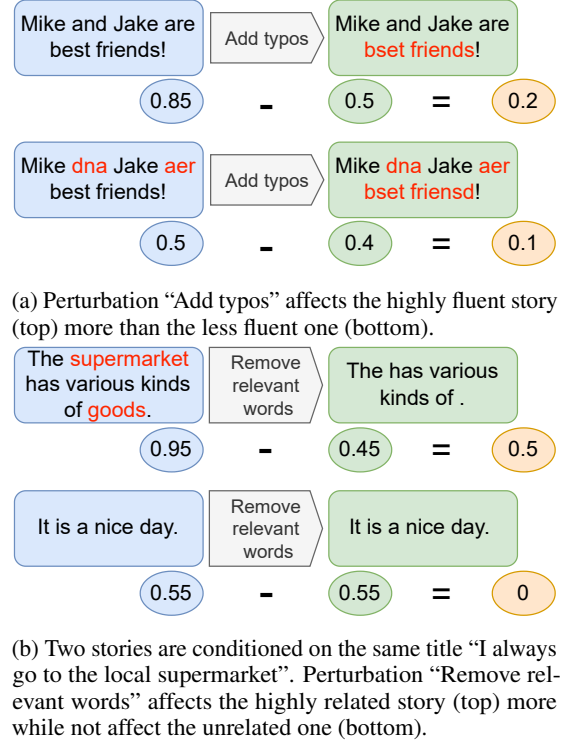 Mike and Jake are
best friends!
Add typos
Mike and Jake are
bset friends!
0.85
-
0.5
=
0.2
Mike dna Jake aer
best friends!
Add typos
Mike dna Jake aer
bset friensd!
0.5
-
0.4
=
0.1
(a) Perturbation “Add typos” affects the highly fluent story
(top) more than the less fluent one (bottom).
The supermarket
has various kinds
of goods.
Remove
relevant
words
The has various
kinds of .
0.95
-
0.45
=
0.5
It is a nice day.
Remove
relevant
words
It is a nice day.
0.55
-
0.55
=
0
(b) Two stories are conditioned on the same title “I always
go to the local supermarket”. Perturbation “Remove rel-
evant words” affects the highly related story (top) more
while not affect the unrelated one (bottom).